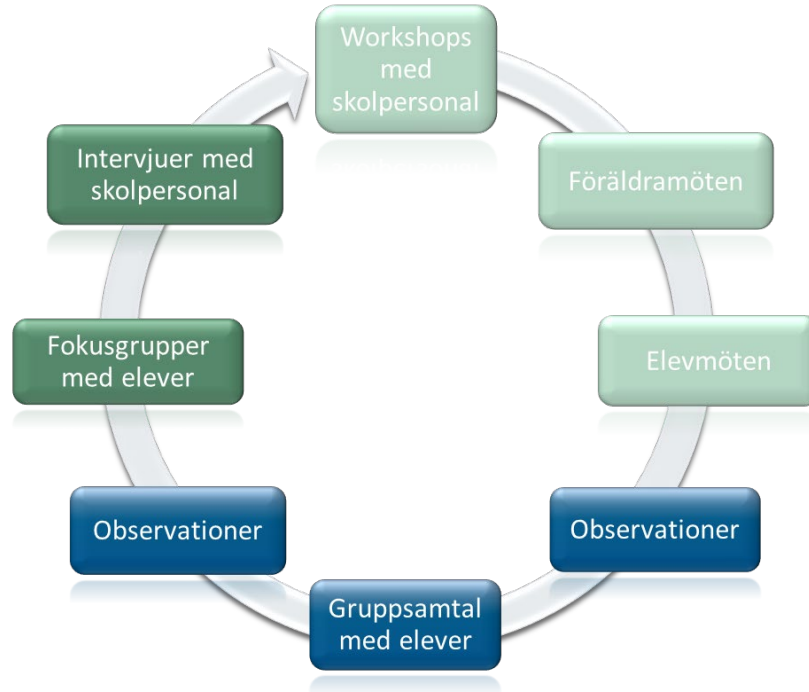 Workshops
med
skolpersonal
Föräldramöten
Elevmöten
Observationer
Gruppsamtal
med elever
Observationer
Fokusgrupper
med elever
Intervjuer med
skolpersonal